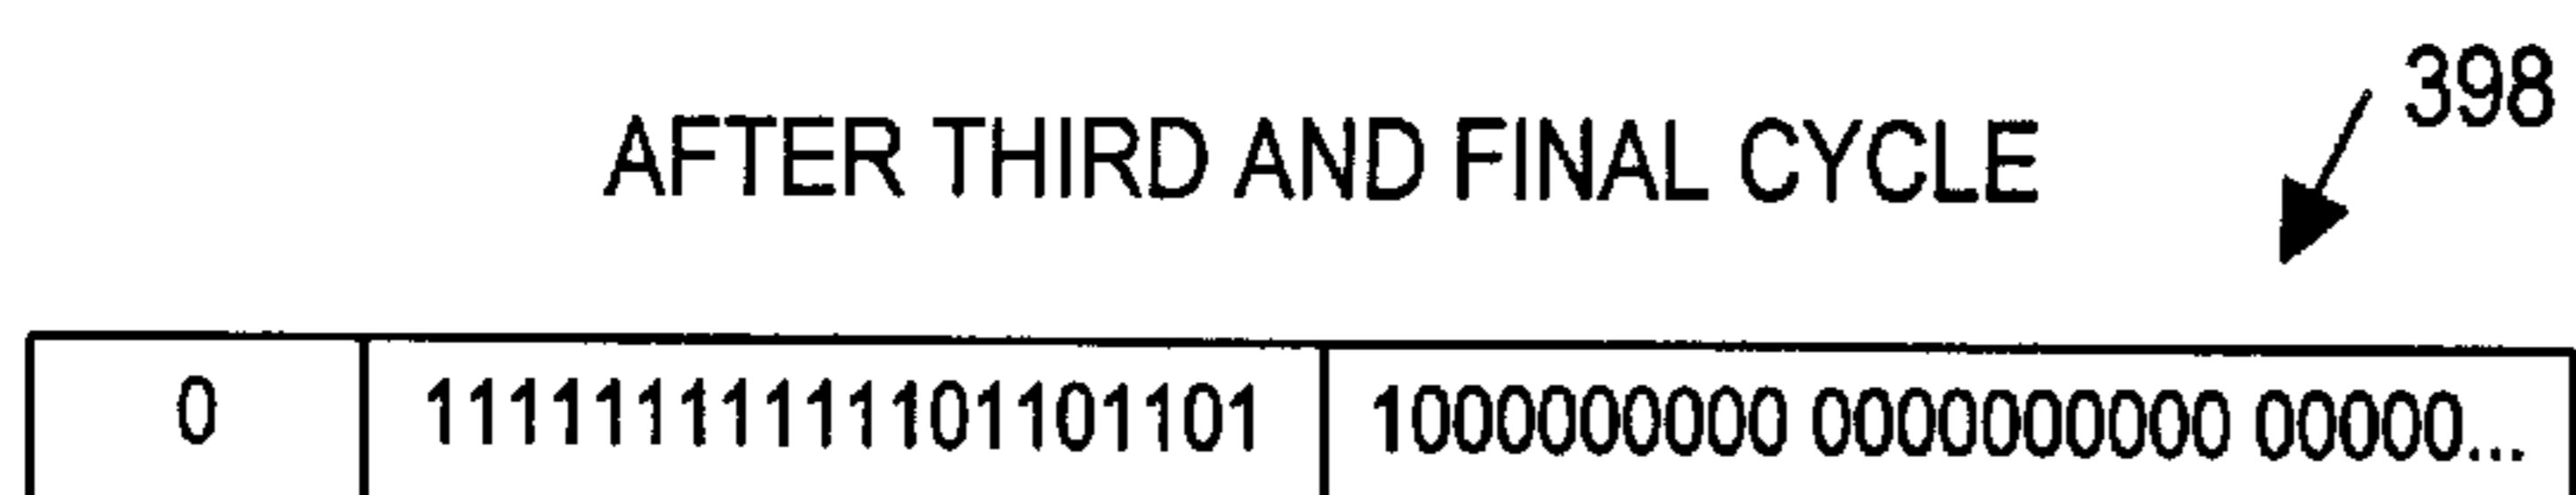 398
AFTER THIRD AND FINAL CYCLE
0 11111111111101101101 1000000000 0000000000 00000...